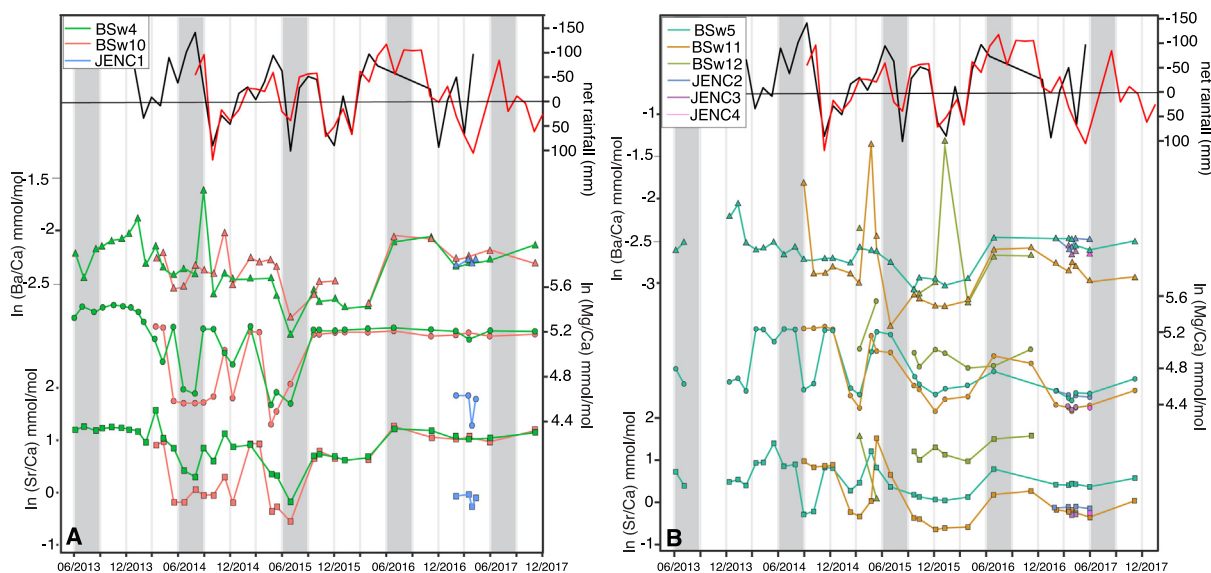 BSw4
BSw10
JENC1
-150
-100
-50
0
50
100
net rainfall (mm)
-1.5
-2
-2.5
ln (Ba/Ca) mmol/mol
5.6
5.2
4.8
4.4
ln (Mg/Ca) mmol/mol
2
1
0
-1
ln (Sr/Ca) mmol/mol
A
06/2013 12/2013 06/2014 12/2014 06/2015 12/2015 06/2016 12/2016 06/2017 12/2017
BSw5
BSw11
BSw12
JENC2
JENC3
JENC4
-150
-100
-50
0
50
100
net rainfall (mm)
-1
-1.5
-2
-2.5
-3
ln (Ba/Ca) mmol/mol
5.6
5.2
4.8
4.4
ln (Mg/Ca) mmol/mol
2
1
0
-1
ln (Sr/Ca) mmol/mol
B
06/2013 12/2013 06/2014 12/2014 06/2015 12/2015 06/2016 12/2016 06/2017 12/2017